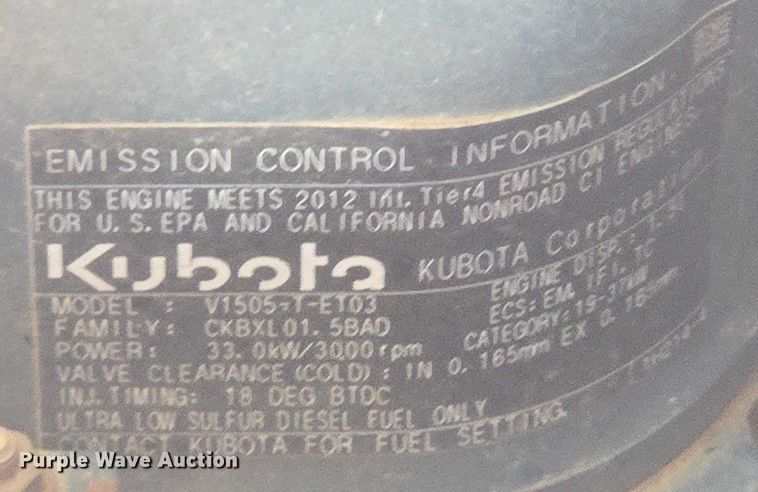 EMISSION CONTROL INFORMATION
THIS ENGINE MEETS 2012 Int. Tier4 EMISSION REGULATIONS
FOR U.S. EPA AND CALIFORNIA NONROAD CI ENGINES.
Kubota KUBOTA Corporation
MODEL : V1505-T-ET03 ENGINE DISP.:
FAMILY: CKBXL01.5BAD ECS: EM, IFI, TC
POWER: 33.0kW/3000rpm CATEGORY:19-37kW
VALVE CLEARANCE (COLD) : IN 0.165mm EX
INJ.TIMING: 18 DEG BTDC
ULTRA LOW SULFUR DIESEL FUEL ONLY
CONTACT KUBOTA FOR FUEL SETTING.
Purple Wave Auction